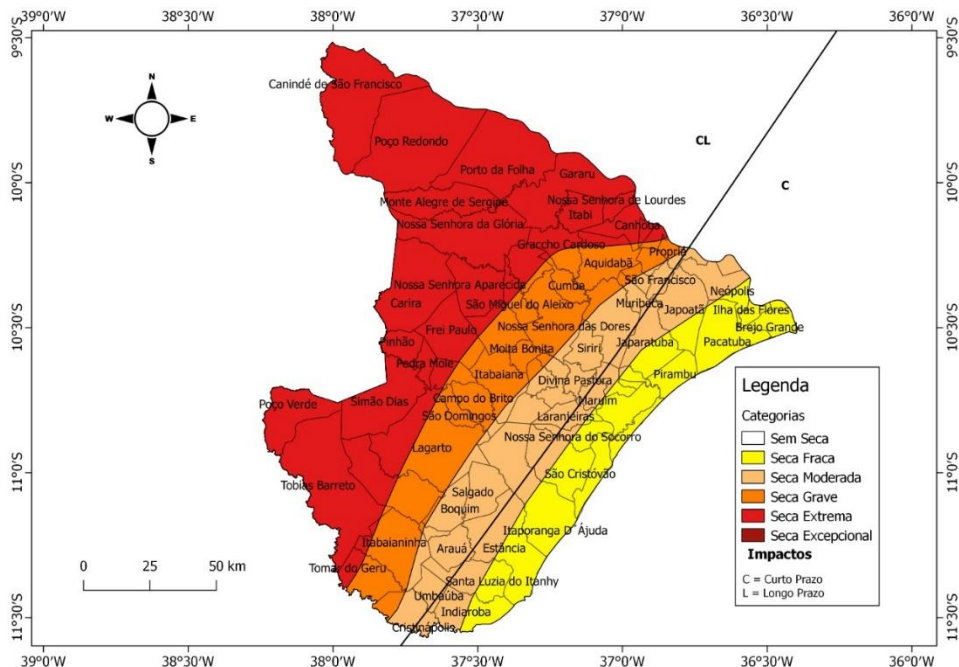 39°0'W 38°30'W 38°0'W 37°30'W 37°0'W 36°30'W 36°0'W
9°30'S 9°30'S
N
W E
S
Canindé de São Francisco
Poço Redondo
CL
Porto da Folha
Gararu
C
10°0'S 10°0'S
Nossa Senhora de Lourdes
Monte Alegre de Sergipe
Itabi
Nossa Senhora da Glória
Canhoba
Graccho Cardoso
Propriá
Aquidabã
Nossa Senhora Aparecida
Cumba
São Francisco
Neópolis
Carira
São Miguel do Aleixo
Muribeca
Japoatã
Ilha das Flores
10°30'S 10°30'S
Frei Paulo
Nossa Senhora das Dores
Brejo Grande
Pinhão
Moita Bonita
Siriri
Japaratuba
Pacatuba
Pedra Mole
Itabaiana
Divina Pastora
Pirambu
Poço Verde
Simão Dias
Campo do Brito
Maruim
São Domingos
Laranjeiras
Lagarto
Nossa Senhora do Socorro
11°0'S 11°0'S
Tobias Barreto
São Cristóvão
Salgado
Boquim
Itaporanga D'Ájuda
Itabaianinha
Arauá
Estância
Tomar do Geru
Santa Luzia do Itanhy
Umbaúba
Indiaroba
Cristinápolis
11°30'S 11°30'S
0 25 50 km
Legenda
Categorias
Sem Seca
Seca Fraca
Seca Moderada
Seca Grave
Seca Extrema
Seca Excepcional
Impactos
C = Curto Prazo
L = Longo Prazo
39°0'W 38°30'W 38°0'W 37°30'W 37°0'W 36°30'W 36°0'W